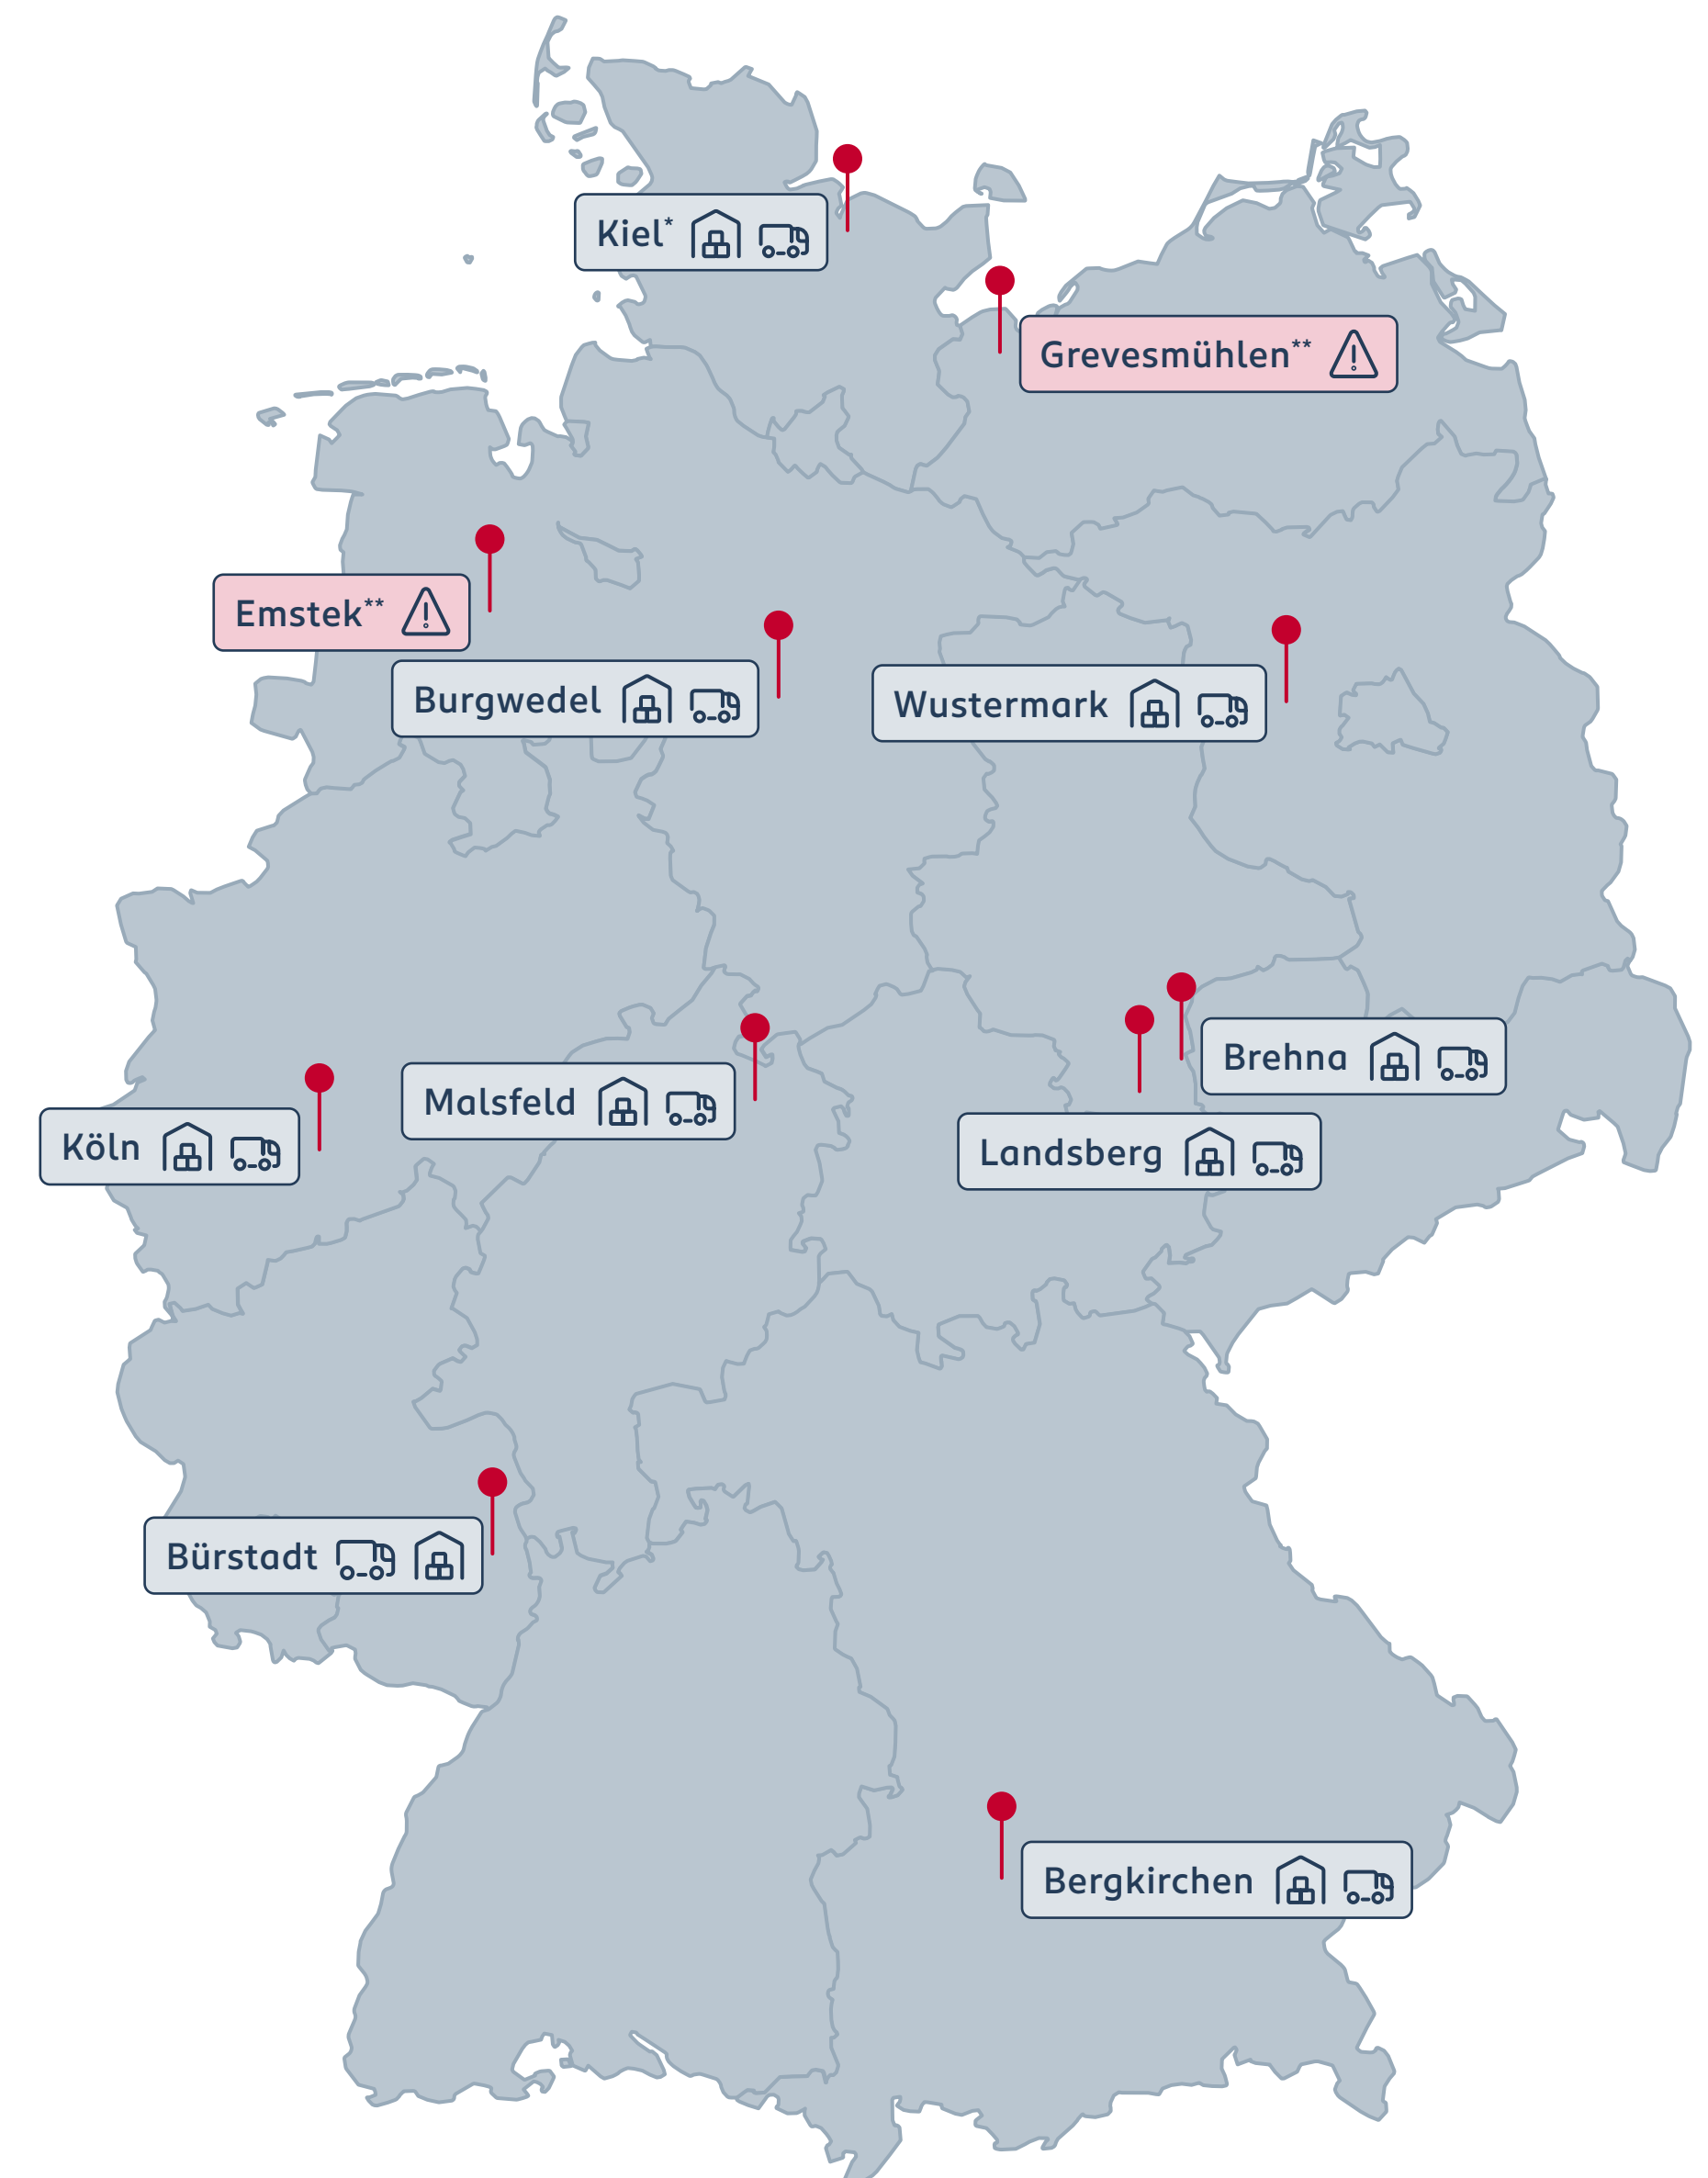 Kiel*
Grevesmühlen**
Emstek**
Burgwedel
Wustermark
Brehna
Malsfeld
Köln
Landsberg
Bürstadt
Bergkirchen